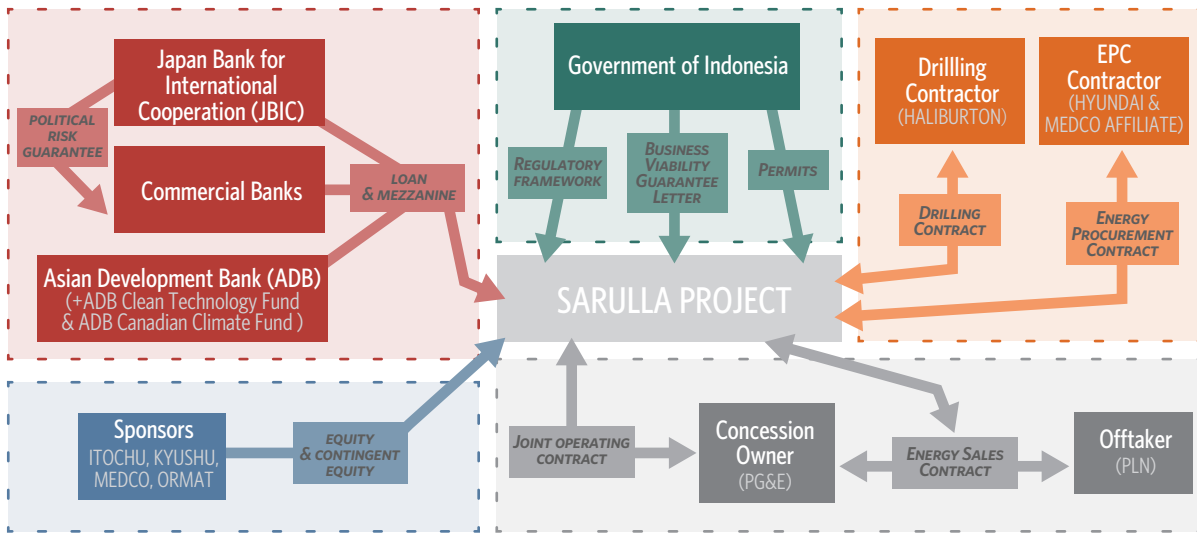 Japan Bank for
International
Cooperation (JBIC)
POLITICAL
RISK
GUARANTEE
Commercial Banks
LOAN
& MEZZANINE
Asian Development Bank (ADB)
(+ADB Clean Technology Fund
& ADB Canadian Climate Fund )
Government of Indonesia
REGULATORY
FRAMEWORK
BUSINESS
VIABILITY
GUARANTEE
LETTER
PERMITS
Drillling
Contractor
(HALIBURTON)
EPC
Contractor
(HYUNDAI &
MEDCO AFFILIATE)
DRILLING
CONTRACT
ENERGY
PROCUREMENT
CONTRACT
SARULLA PROJECT
Sponsors
ITOCHU, KYUSHU,
MEDCO, ORMAT
EQUITY
& CONTINGENT
EQUITY
JOINT OPERATING
CONTRACT
Concession
Owner
(PG&E)
ENERGY SALES
CONTRACT
Offtaker
(PLN)